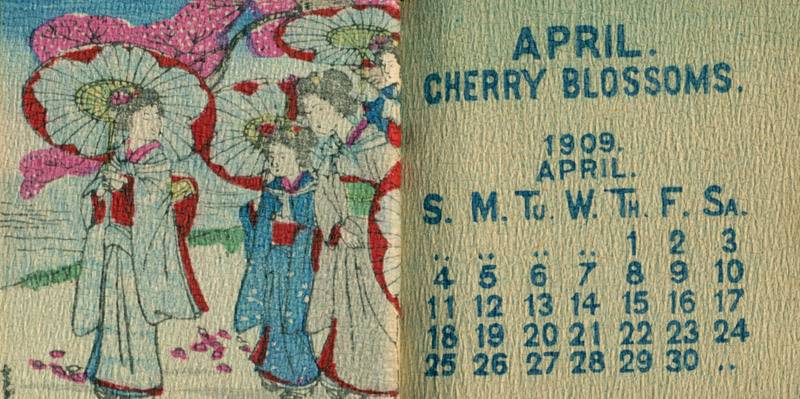 APRIL.
CHERRY BLOSSOMS.
1909.
APRIL.
S. M. TU. W. TH. F. SA.
.. .. .. .. 1 2 3
4 5 6 7 8 9 10
11 12 13 14 15 16 17
18 19 20 21 22 23 24
25 26 27 28 29 30 ..